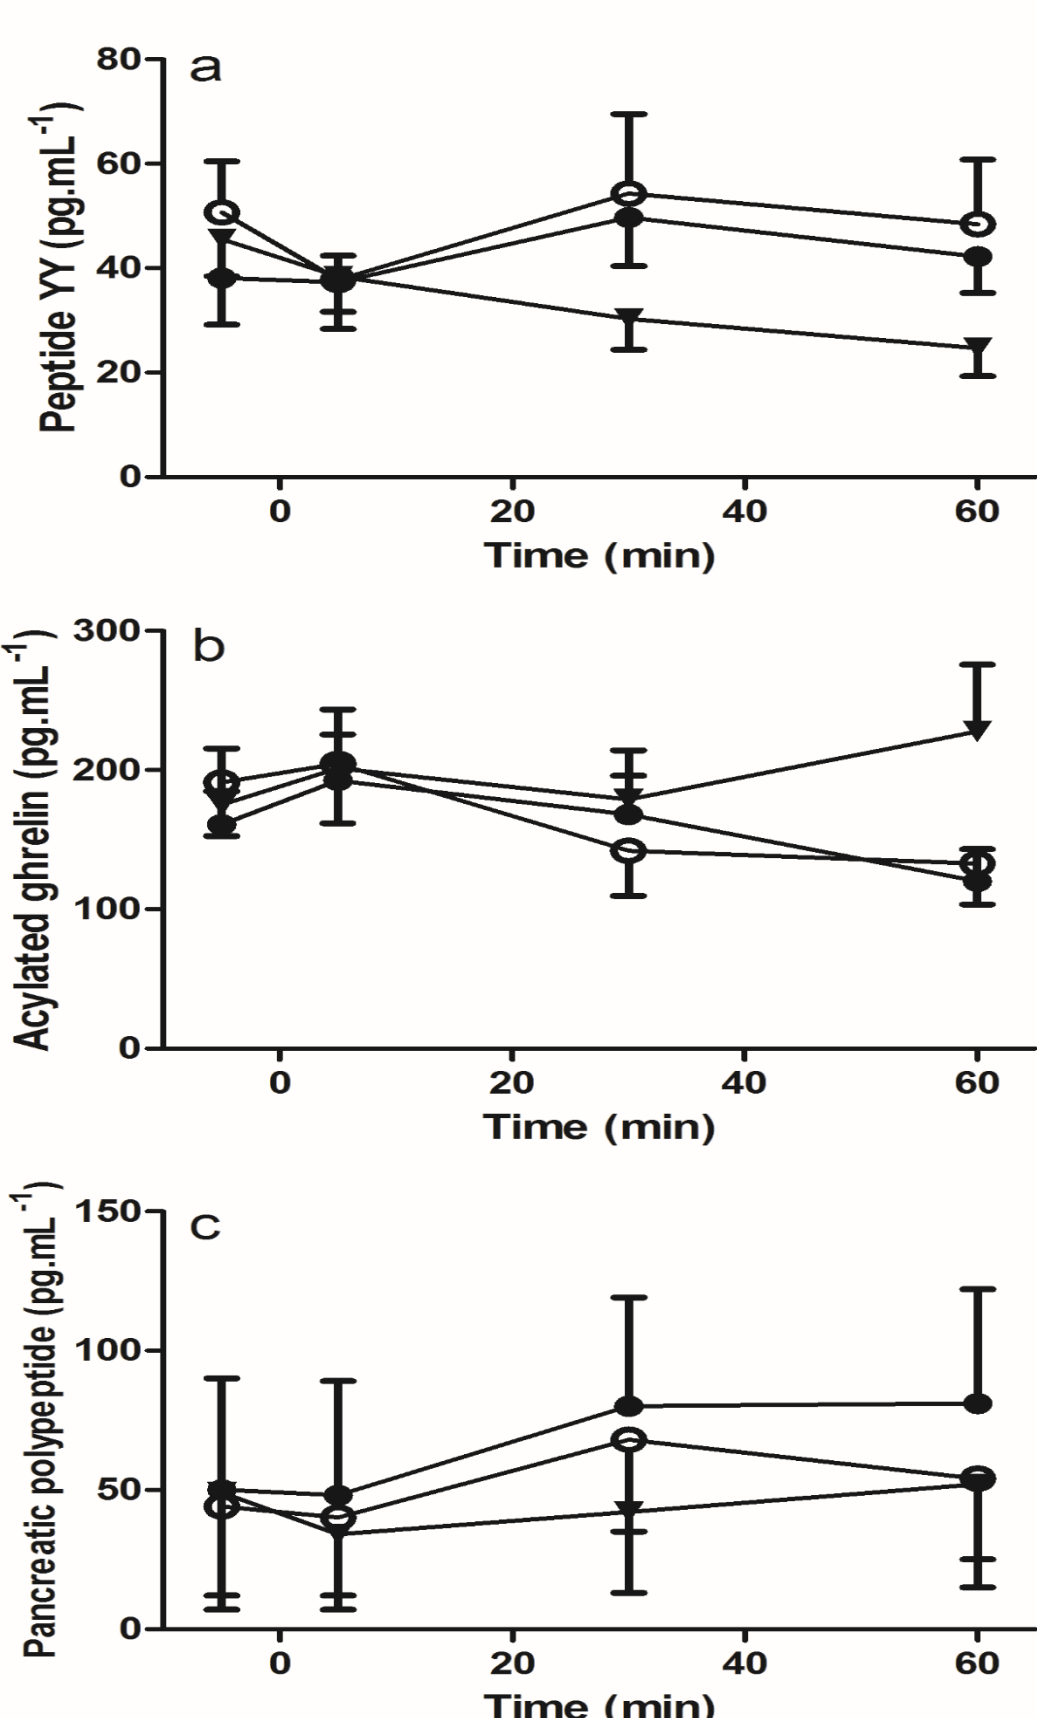 a
Peptide YY (pg.mL⁻¹)
80
60
40
20
0
0 20 40 60
Time (min)
b
Acylated ghrelin (pg.mL⁻¹)
300
200
100
0
0 20 40 60
Time (min)
c
Pancreatic polypeptide (pg.mL⁻¹)
150
100
50
0
0 20 40 60
Time (min)